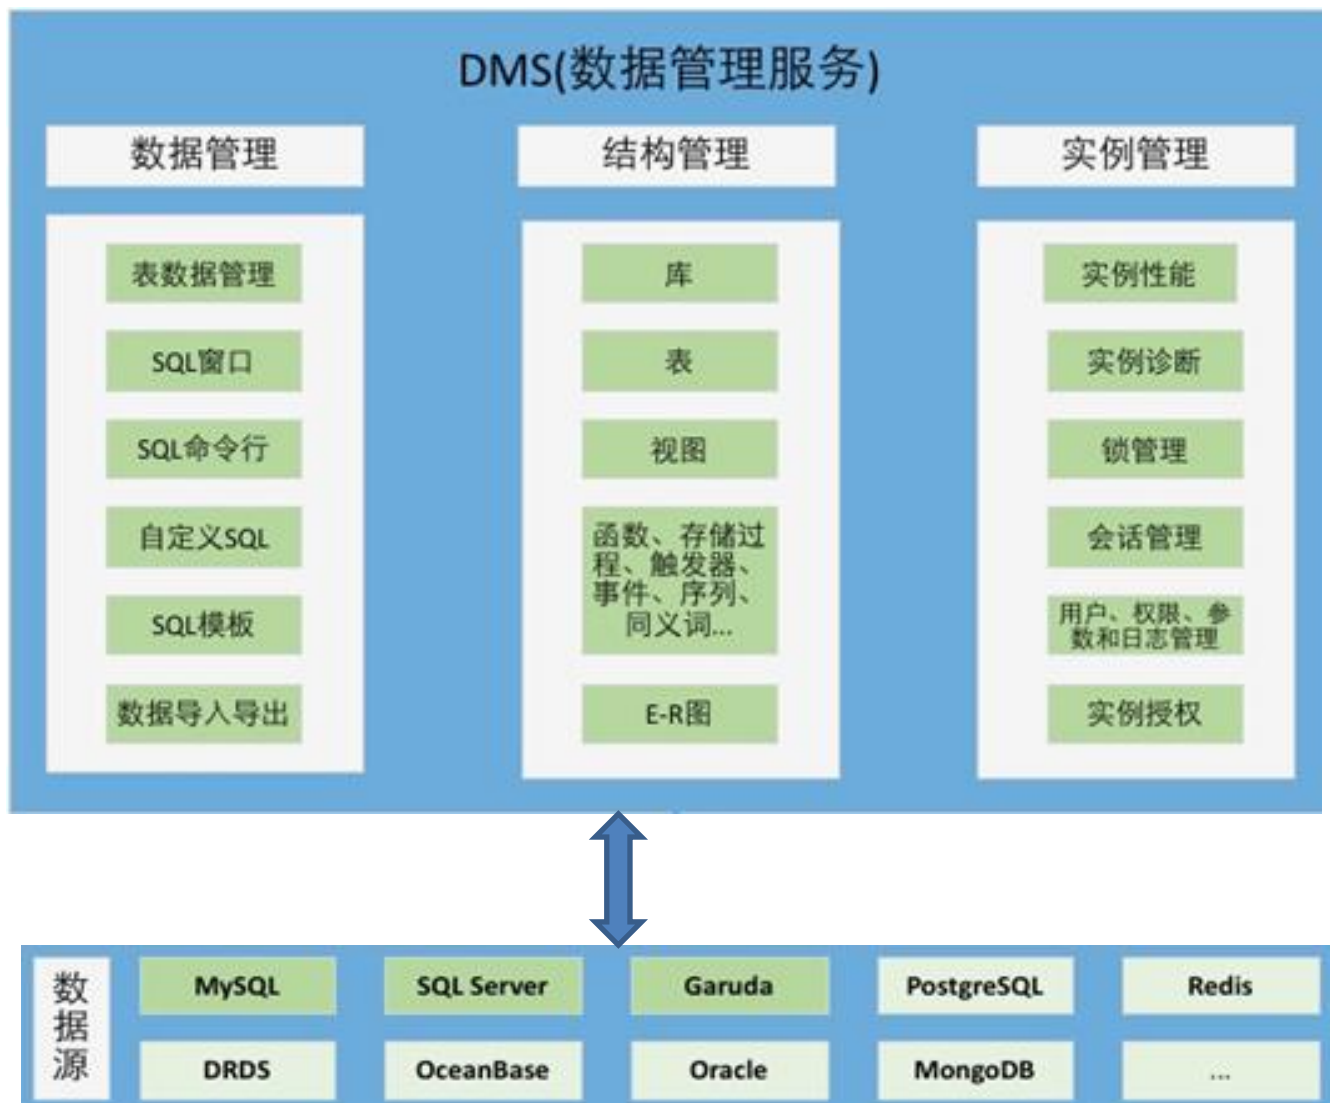 DMS(数据管理服务)
数据管理
表数据管理
SQL窗口
SQL命令行
自定义SQL
SQL模板
数据导入导出
结构管理
库
表
视图
函数、存储过
程、触发器、
事件、序列、
同义词...
E-R图
实例管理
实例性能
实例诊断
锁管理
会话管理
用户、权限、参
数和日志管理
实例授权
数
据
源
MySQL
SQL Server
Garuda
PostgreSQL
Redis
DRDS
OceanBase
Oracle
MongoDB
...